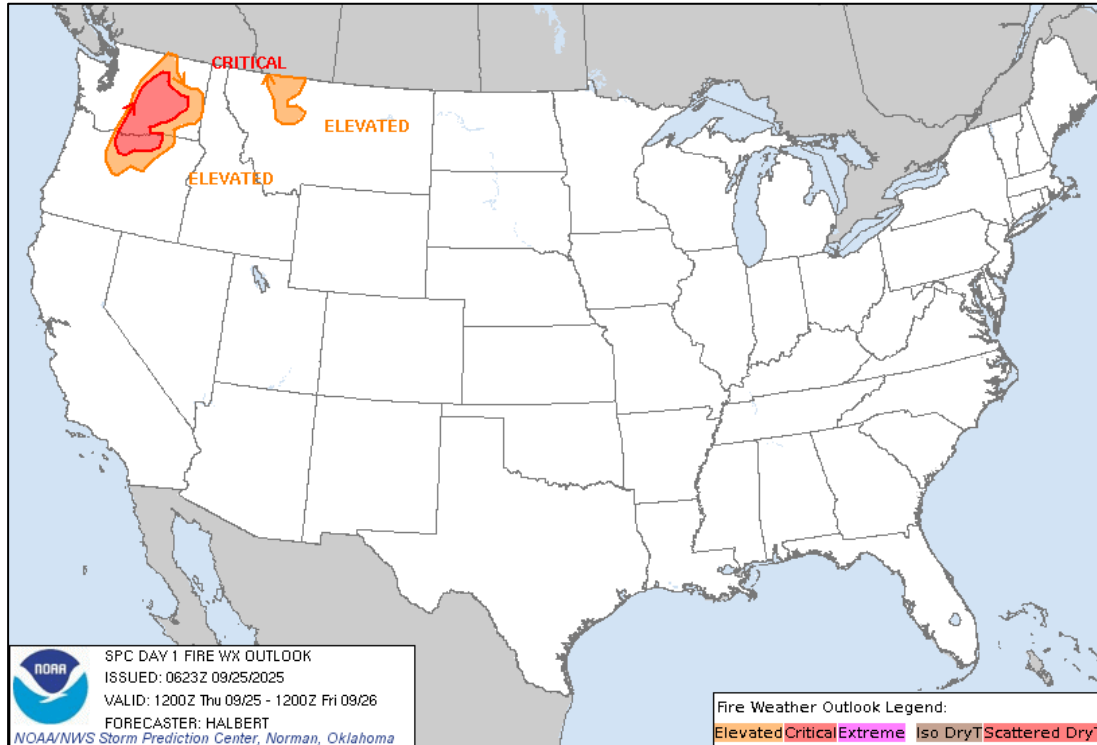 CRITICAL
ELEVATED
ELEVATED
NOAA
SPC DAY 1 FIRE WX OUTLOOK
ISSUED: 0623Z 09/25/2025
VALID: 1200Z Thu 09/25 - 1200Z Fri 09/26
FORECASTER: HALBERT
NOAA/NWS Storm Prediction Center, Norman, Oklahoma
Fire Weather Outlook Legend:
Elevated Critical Extreme Iso DryT Scattered DryT